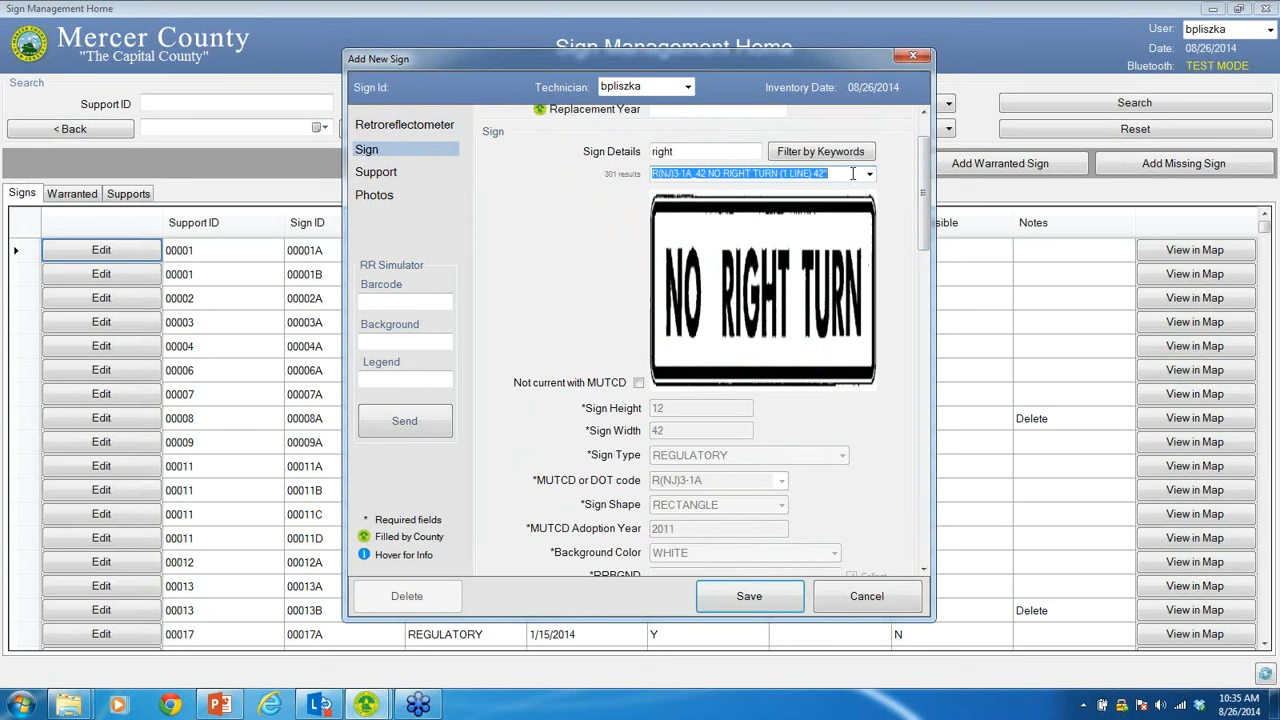 Sign Management Home
Mercer County
"The Capital County"
Sign Management Home
User: bpliszka
Date: 08/26/2014
Bluetooth: TEST MODE
Search
Support ID
Search
< Back
Reset
Add Warranted Sign
Add Missing Sign
Signs Warranted Supports
Support ID Sign ID Notes
Edit 00001 00001A View in Map
Edit 00001 00001B View in Map
Edit 00002 00002A View in Map
Edit 00003 00003A View in Map
Edit 00004 00004A View in Map
Edit 00006 00006A View in Map
Edit 00007 00007A View in Map
Edit 00008 00008A Delete View in Map
Edit 00009 00009A View in Map
Edit 00011 00011A View in Map
Edit 00011 00011B View in Map
Edit 00011 00011C View in Map
Edit 00011 00011D View in Map
Edit 00012 00012A View in Map
Edit 00013 00013A View in Map
Edit 00013 00013B Delete View in Map
Edit 00017 00017A REGULATORY 1/15/2014 Y N View in Map
Add New Sign
Sign Id: Technician: bpliszka Inventory Date: 08/26/2014
Retroreflectometer
Sign
Support
Photos
RR Simulator
Barcode
Background
Legend
Send
* Required fields
Filled by County
Hover for Info
Replacement Year
Sign
Sign Details right Filter by Keywords
301 results R(NJ)3-1A_42 NO RIGHT TURN (1 LINE) 42"
NO RIGHT TURN
Not current with MUTCD
*Sign Height 12
*Sign Width 42
*Sign Type REGULATORY
*MUTCD or DOT code R(NJ)3-1A
*Sign Shape RECTANGLE
*MUTCD Adoption Year 2011
*Background Color WHITE
*RRBGND
Delete Save Cancel
10:35 AM
8/26/2014